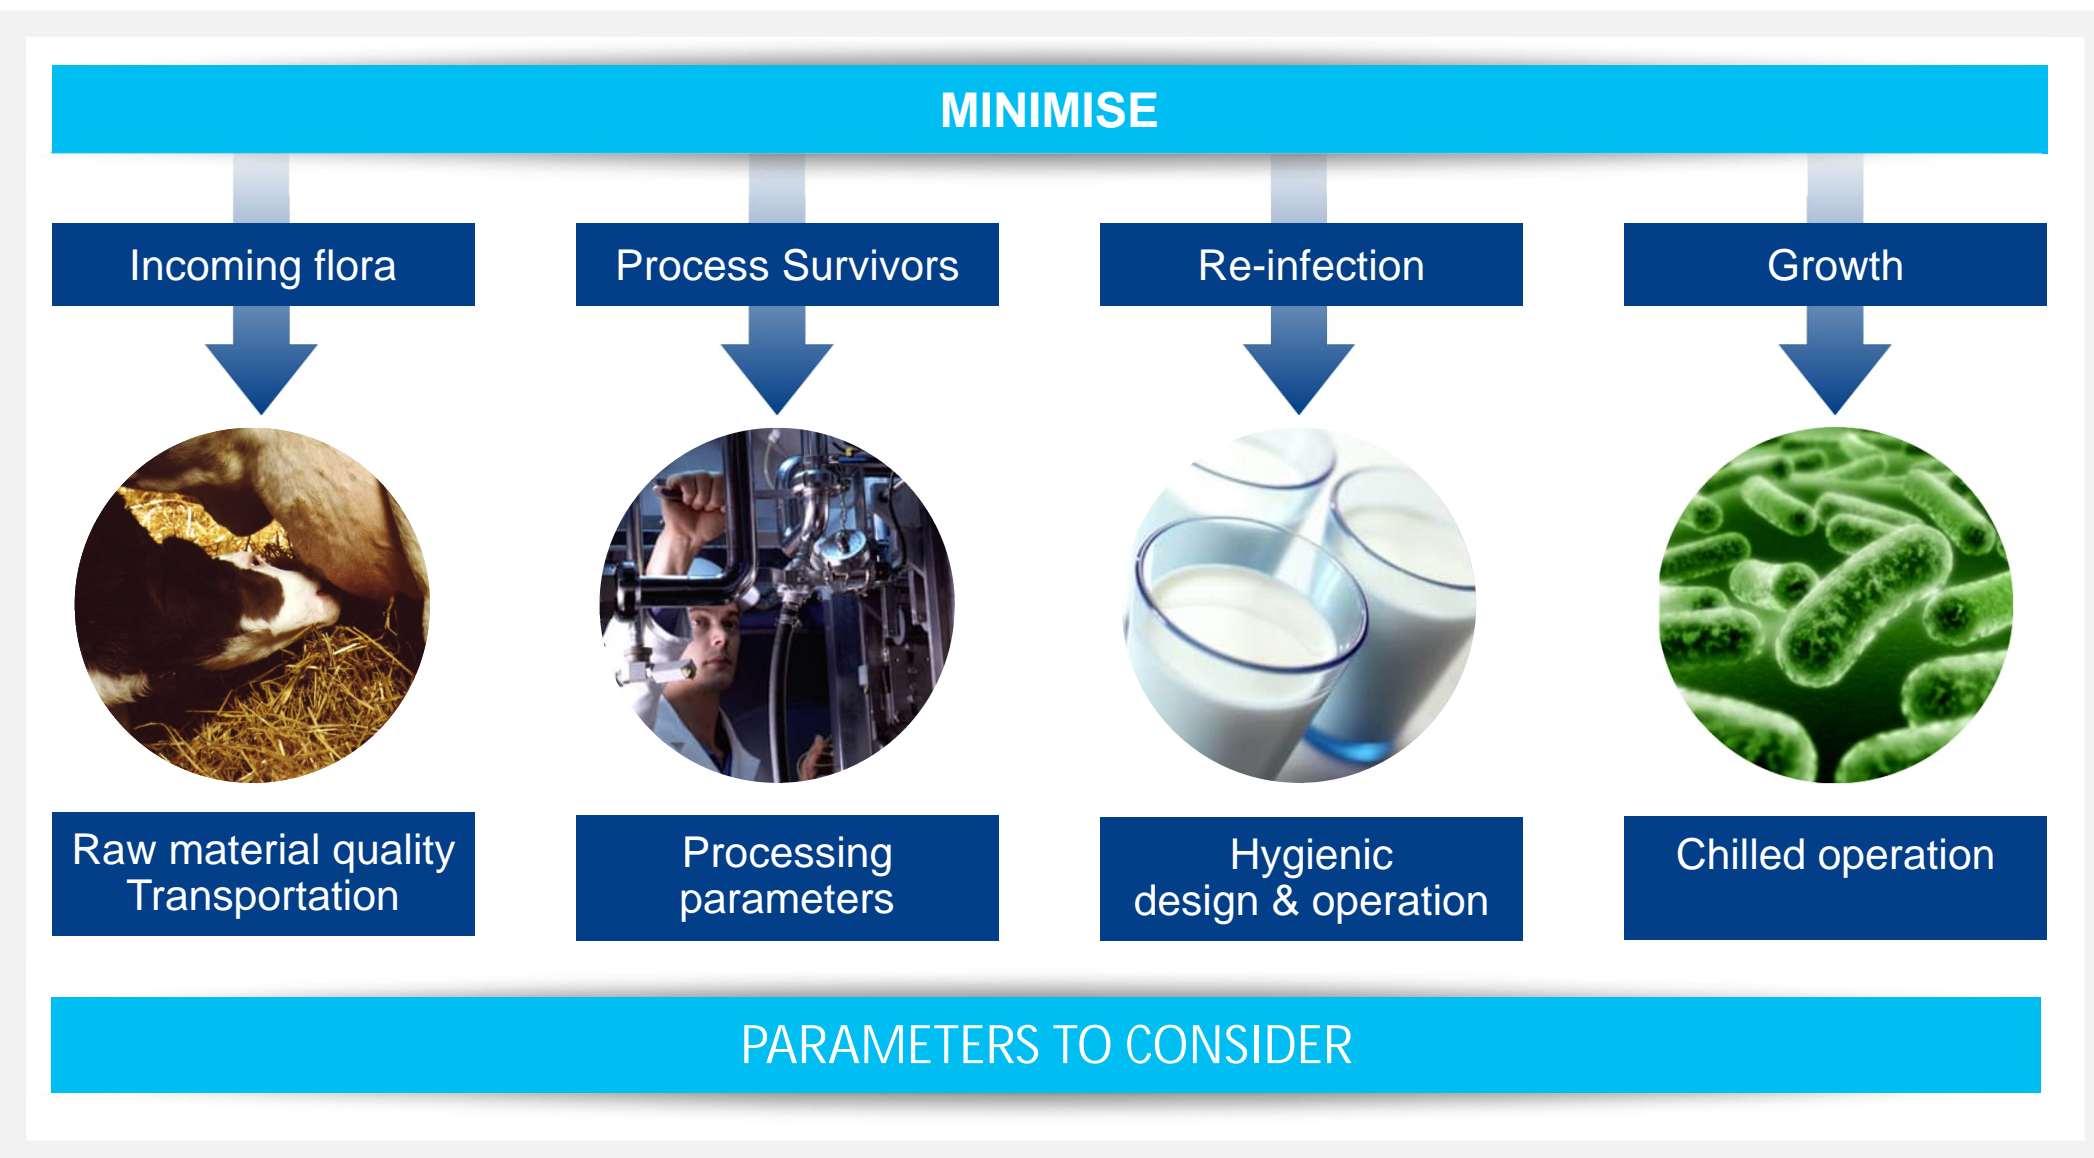 MINIMISE
Incoming flora
Process Survivors
Re-infection
Growth
Raw material quality
Transportation
Processing
parameters
Hygienic
design & operation
Chilled operation
PARAMETERS TO CONSIDER